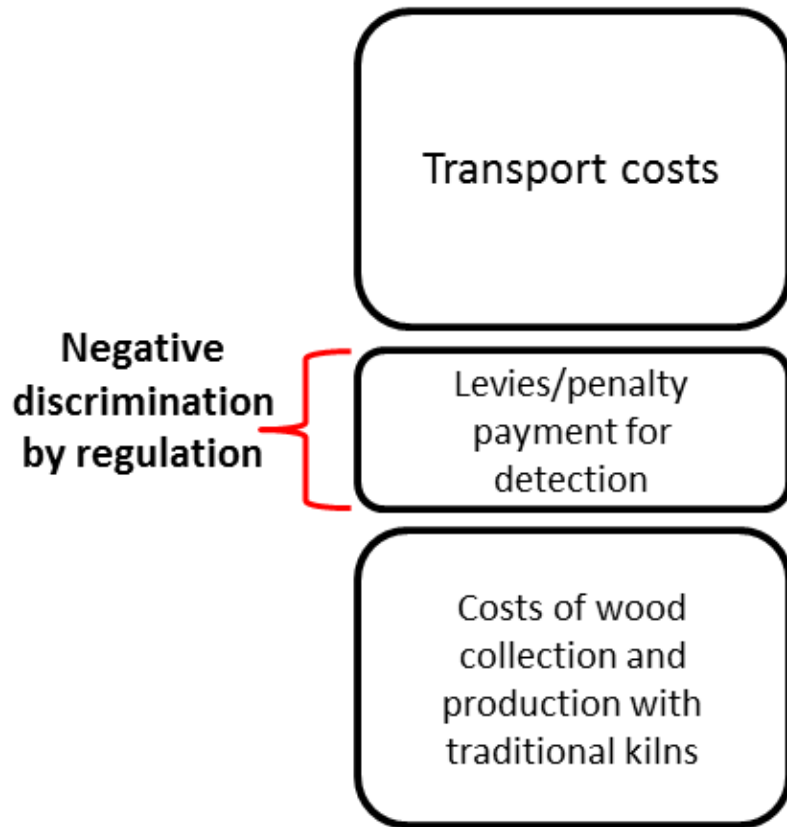 Transport costs
Negative
discrimination
by regulation
Levies/penalty
payment for
detection
Costs of wood
collection and
production with
traditional kilns